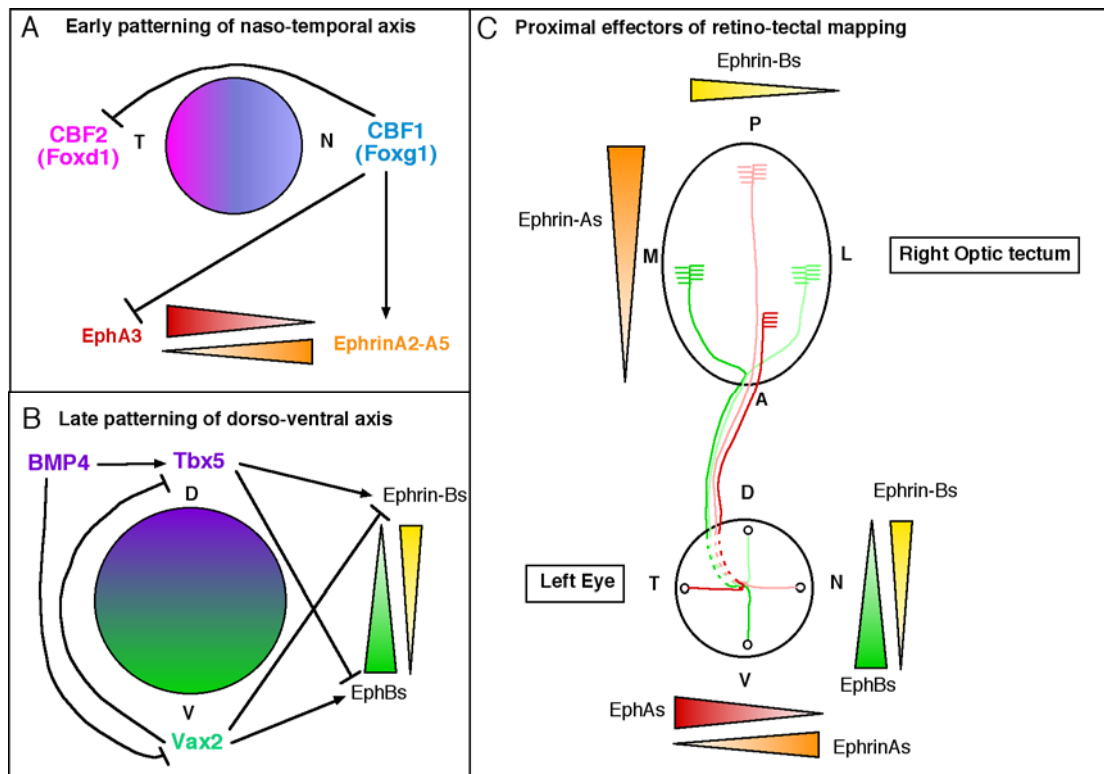 A Early patterning of naso-temporal axis
CBF2
(Foxd1)
T
N
CBF1
(Foxg1)
EphA3
EphrinA2-A5
B Late patterning of dorso-ventral axis
BMP4
Tbx5
D
Ephrin-Bs
EphBs
V
Vax2
C Proximal effectors of retino-tectal mapping
Ephrin-Bs
P
Ephrin-As
M
L
Right Optic tectum
A
D
Ephrin-Bs
Left Eye
T
N
V
EphBs
EphAs
EphrinAs